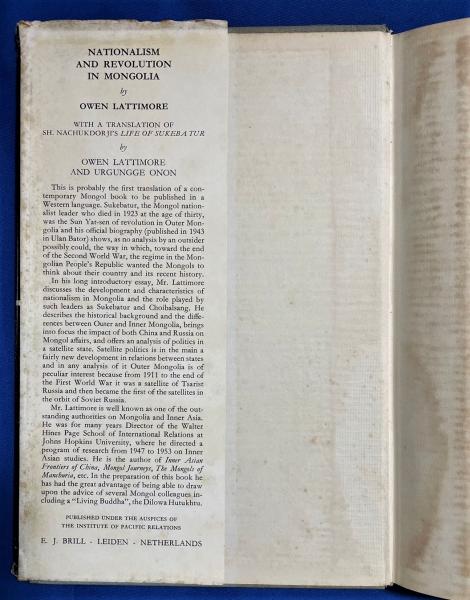 NATIONALISM
AND REVOLUTION
IN MONGOLIA
by
OWEN LATTIMORE
WITH A TRANSLATION OF
SH. NACHUKDORJI'S LIFE OF SUKEBATUR
by
OWEN LATTIMORE
AND URGUNGGE ONON
This is probably the first translation of a con-
temporary Mongol book to be published in a
Western language. Sukebatur, the Mongol nation-
alist leader who died in 1923 at the age of thirty,
was the Sun Yat-sen of revolution in Outer Mon-
golia and his official biography (published in 1943
in Ulan Bator) shows, as no analysis by an outsider
possibly could, the way in which, toward the end
of the Second World War, the regime in the Mon-
golian People's Republic wanted the Mongols to
think about their country and its recent history.
In his long introductory essay, Mr. Lattimore
discusses the development and characteristics of
nationalism in Mongolia and the role played by
such leaders as Sukebatur and Choibalsang. He
describes the historical background and the diffe-
rences between Outer and Inner Mongolia, brings
into focus the impact of both China and Russia on
Mongol affairs, and offers an analysis of politics in
a satellite state. Satellite politics is in the main a
fairly new development in relations between states
and in any analysis of it Outer Mongolia is of
peculiar interest because from 1911 to the end of
the First World War it was a satellite of Tsarist
Russia and then became the first of the satellites in
the orbit of Soviet Russia.
Mr. Lattimore is well known as one of the out-
standing authorities on Mongolia and Inner Asia.
He was for many years Director of the Walter
Hines Page School of International Relations at
Johns Hopkins University, where he directed a
program of research from 1947 to 1953 on Inner
Asian studies. He is the author of Inner Asian
Frontiers of China, Mongol Journeys, The Mongols of
Manchuria, etc. In the preparation of this book he
has had the great advantage of being able to draw
upon the advice of several Mongol colleagues in-
cluding a "Living Buddha", the Dilowa Hutukhtu.
PUBLISHED UNDER THE AUSPICES OF
THE INSTITUTE OF PACIFIC RELATIONS
E. J. BRILL - LEIDEN - NETHERLANDS